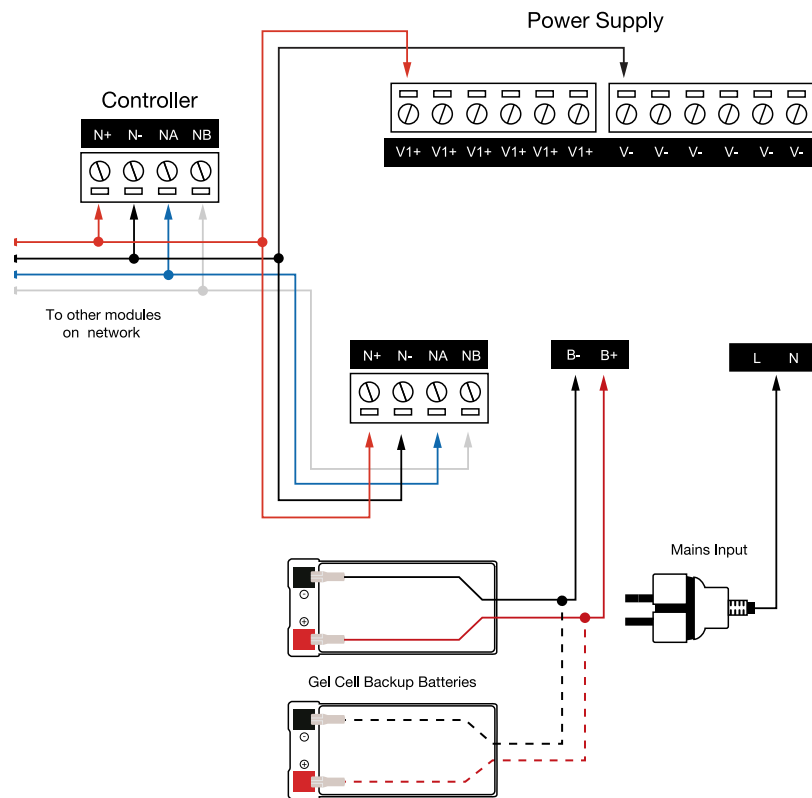 Power Supply
Controller
N+ N- NA NB
V1+ V1+ V1+ V1+ V1+ V1+
V- V- V- V- V- V-
To other modules
on network
N+ N- NA NB
B- B+
L N
Mains Input
Gel Cell Backup Batteries